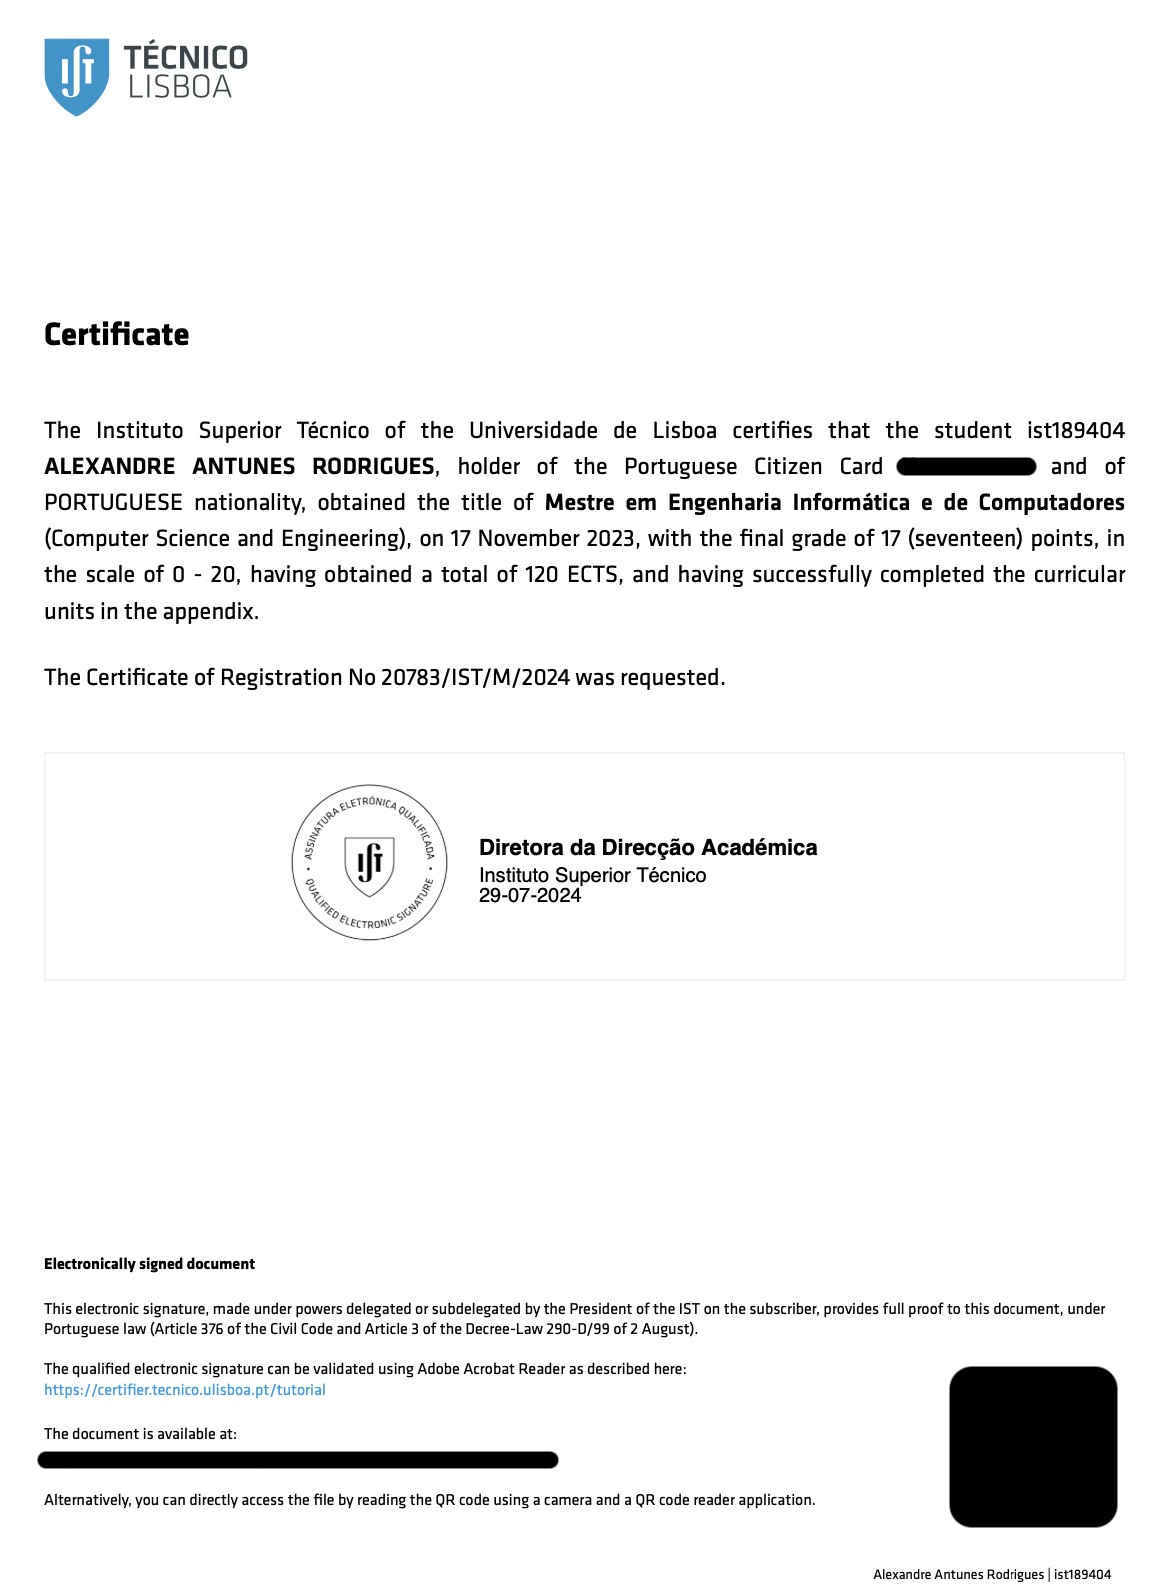 TÉCNICO
LISBOA
Certificate
The Instituto Superior Técnico of the Universidade de Lisboa certifies that the student ist189404
ALEXANDRE ANTUNES RODRIGUES, holder of the Portuguese Citizen Card and of
PORTUGUESE nationality, obtained the title of Mestre em Engenharia Informática e de Computadores
(Computer Science and Engineering), on 17 November 2023, with the final grade of 17 (seventeen) points, in
the scale of 0 - 20, having obtained a total of 120 ECTS, and having successfully completed the curricular
units in the appendix.
The Certificate of Registration No 20783/IST/M/2024 was requested.
ASSINATURA ELETRÓNICA QUALIFICADA
QUALIFIED ELECTRONIC SIGNATURE
Diretora da Direcção Académica
Instituto Superior Técnico
29-07-2024
Electronically signed document
This electronic signature, made under powers delegated or subdelegated by the President of the IST on the subscriber, provides full proof to this document, under
Portuguese law (Article 376 of the Civil Code and Article 3 of the Decree-Law 290-D/99 of 2 August).
The qualified electronic signature can be validated using Adobe Acrobat Reader as described here:
https://certifier.tecnico.ulisboa.pt/tutorial
The document is available at:
Alternatively, you can directly access the file by reading the QR code using a camera and a QR code reader application.
Alexandre Antunes Rodrigues | ist189404